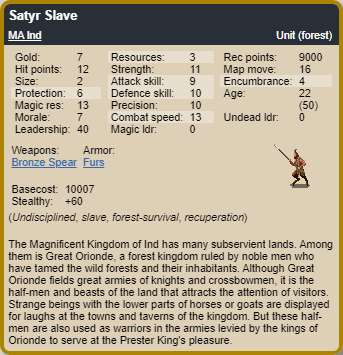 Satyr Slave
MA Ind Unit (forest)
Gold: 7 Resources: 3 Rec points: 9000
Hit points: 12 Strength: 11 Map move: 16
Size: 2 Attack skill: 9 Encumbrance: 4
Protection: 6 Defence skill: 10 Age: 22
Magic res: 13 Precision: 10 (50)
Morale: 7 Combat speed: 13 Undead ldr: 0
Leadership: 40 Magic ldr: 0
Weapons: Armor:
Bronze Spear Furs
Basecost: 10007
Stealthy: +60
(Undisciplined, slave, forest-survival, recuperation)
The Magnificent Kingdom of Ind has many subservient lands. Among
them is Great Orionde, a forest kingdom ruled by noble men who
have tamed the wild forests and their inhabitants. Although Great
Orionde fields great armies of knights and crossbowmen, it is the
half-men and beasts of the land that attracts the attention of visitors.
Strange beings with the lower parts of horses or goats are displayed
for laughs at the towns and taverns of the kingdom. But these half-
men are also used as warriors in the armies levied by the kings of
Orionde to serve at the Prester King's pleasure.